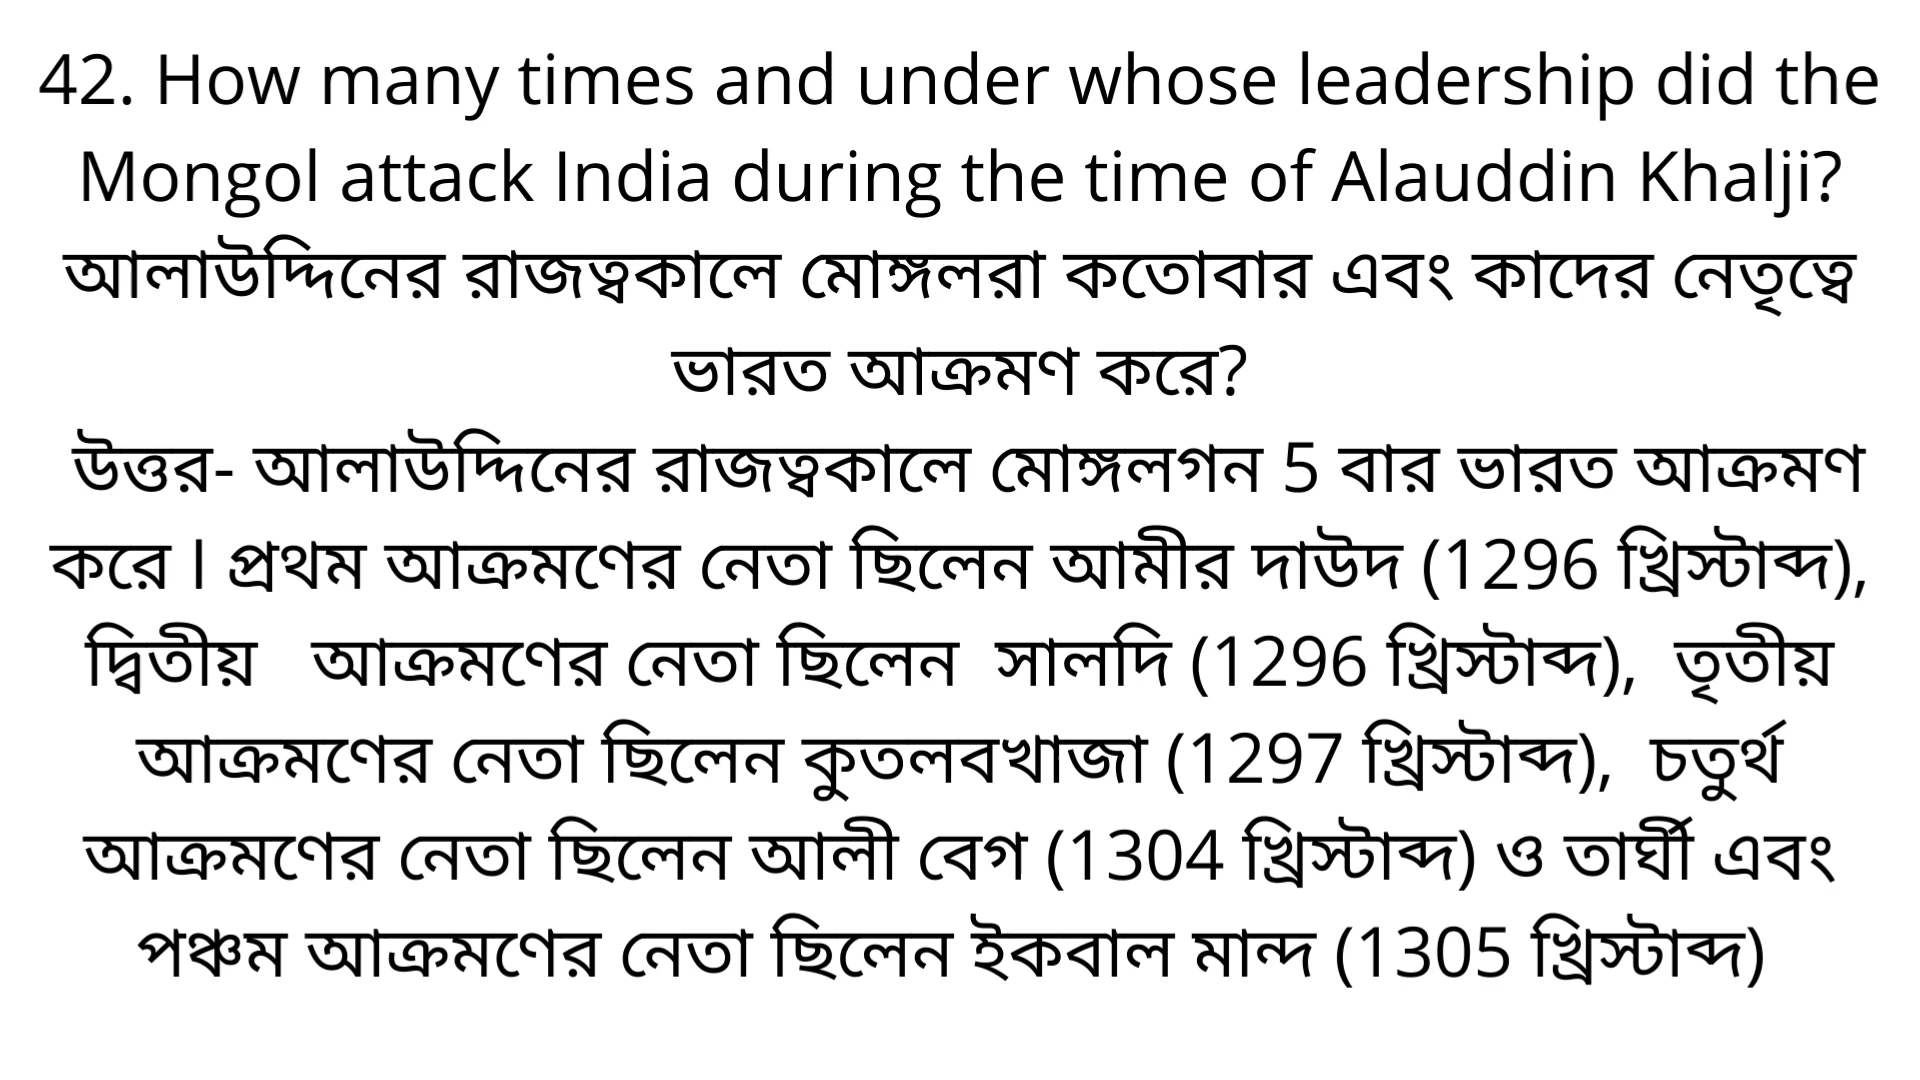 42. How many times and under whose leadership did the
Mongol attack India during the time of Alauddin Khalji?
আলাউদ্দিনের রাজত্বকালে মোঙ্গলরা কতোবার এবং কাদের নেতৃত্বে
ভারত আক্রমণ করে?
উত্তর- আলাউদ্দিনের রাজত্বকালে মোঙ্গলগন 5 বার ভারত আক্রমণ
করে l প্রথম আক্রমণের নেতা ছিলেন আমীর দাউদ (1296 খ্রিস্টাব্দ),
দ্বিতীয় আক্রমণের নেতা ছিলেন সালদি (1296 খ্রিস্টাব্দ), তৃতীয়
আক্রমণের নেতা ছিলেন কুতলবখাজা (1297 খ্রিস্টাব্দ), চতুর্থ
আক্রমণের নেতা ছিলেন আলী বেগ (1304 খ্রিস্টাব্দ) ও তার্ঘী এবং
পঞ্চম আক্রমণের নেতা ছিলেন ইকবাল মান্দ (1305 খ্রিস্টাব্দ)